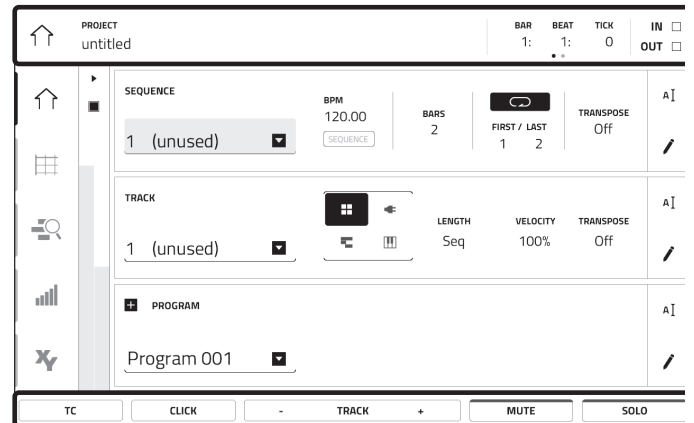 PROJECT
untitled
BAR BEAT TICK
1: 1: 0
IN
OUT
SEQUENCE
1 (unused)
BPM
120.00
SEQUENCE
BARS
2
FIRST / LAST
1 2
TRANSPOSE
Off
A
TRACK
1 (unused)
LENGTH
Seq
VELOCITY
100%
TRANSPOSE
Off
A
PROGRAM
Program 001
A
XY
TC CLICK - TRACK + MUTE SOLO